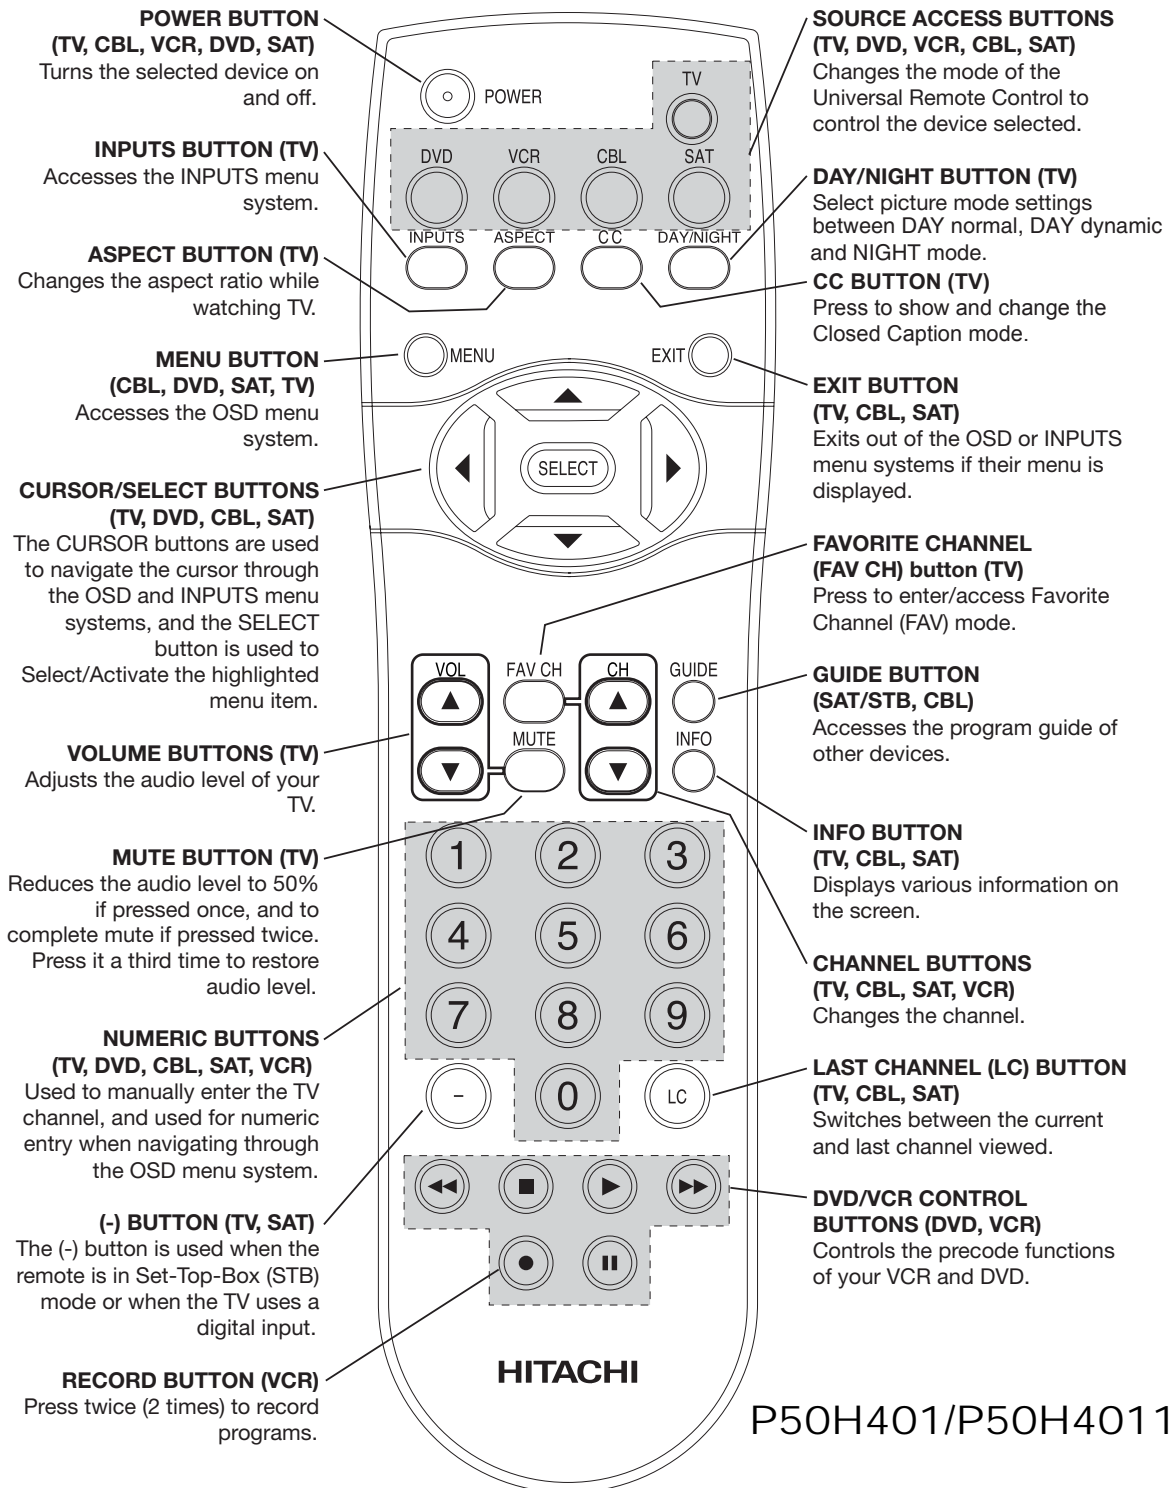 POWER BUTTON
(TV, CBL, VCR, DVD, SAT)
Turns the selected device on
and off.
INPUTS BUTTON (TV)
Accesses the INPUTS menu
system.
ASPECT BUTTON (TV)
Changes the aspect ratio while
watching TV.
MENU BUTTON
(CBL, DVD, SAT, TV)
Accesses the OSD menu
system.
CURSOR/SELECT BUTTONS
(TV, DVD, CBL, SAT)
The CURSOR buttons are used
to navigate the cursor through
the OSD and INPUTS menu
systems, and the SELECT
button is used to
Select/Activate the highlighted
menu item.
VOLUME BUTTONS (TV)
Adjusts the audio level of your
TV.
MUTE BUTTON (TV)
Reduces the audio level to 50%
if pressed once, and to
complete mute if pressed twice.
Press it a third time to restore
audio level.
NUMERIC BUTTONS
(TV, DVD, CBL, SAT, VCR)
Used to manually enter the TV
channel, and used for numeric
entry when navigating through
the OSD menu system.
(-) BUTTON (TV, SAT)
The (-) button is used when the
remote is in Set-Top-Box (STB)
mode or when the TV uses a
digital input.
RECORD BUTTON (VCR)
Press twice (2 times) to record
programs.
POWER
TV
DVD VCR CBL SAT
INPUTS ASPECT CC DAY/NIGHT
MENU EXIT
SELECT
VOL FAV CH CH GUIDE
MUTE INFO
1 2 3
4 5 6
7 8 9
- 0 LC
HITACHI
SOURCE ACCESS BUTTONS
(TV, DVD, VCR, CBL, SAT)
Changes the mode of the
Universal Remote Control to
control the device selected.
DAY/NIGHT BUTTON (TV)
Select picture mode settings
between DAY normal, DAY dynamic
and NIGHT mode.
CC BUTTON (TV)
Press to show and change the
Closed Caption mode.
EXIT BUTTON
(TV, CBL, SAT)
Exits out of the OSD or INPUTS
menu systems if their menu is
displayed.
FAVORITE CHANNEL
(FAV CH) button (TV)
Press to enter/access Favorite
Channel (FAV) mode.
GUIDE BUTTON
(SAT/STB, CBL)
Accesses the program guide of
other devices.
INFO BUTTON
(TV, CBL, SAT)
Displays various information on
the screen.
CHANNEL BUTTONS
(TV, CBL, SAT, VCR)
Changes the channel.
LAST CHANNEL (LC) BUTTON
(TV, CBL, SAT)
Switches between the current
and last channel viewed.
DVD/VCR CONTROL
BUTTONS (DVD, VCR)
Controls the precode functions
of your VCR and DVD.
P50H401/P50H4011